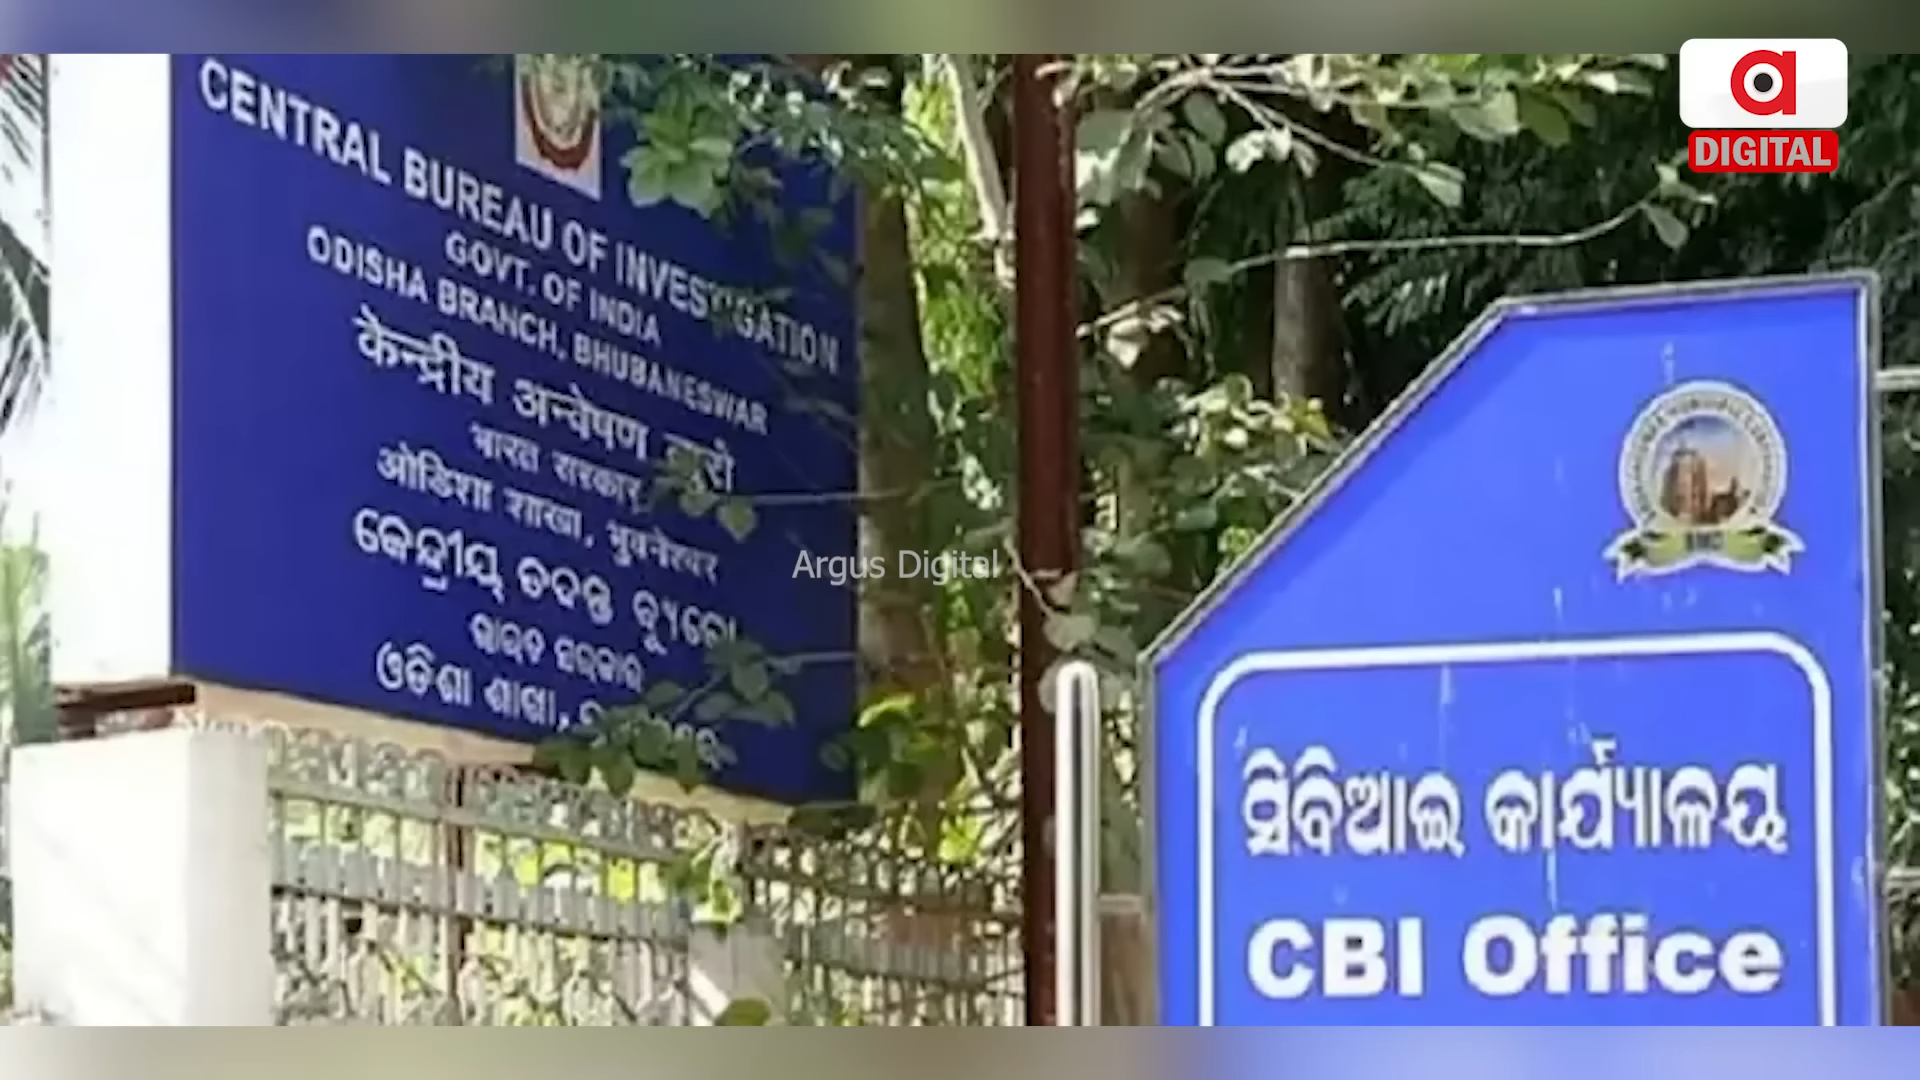 CENTRAL BUREAU OF INVESTIGATION
GOVT. OF INDIA
ODISHA BRANCH, BHUBANESWAR
केन्द्रीय अन्वेषण ब्यूरो
भारत सरकार,
ओडिशा शाखा, भुवनेश्वर
କେନ୍ଦ୍ରୀୟ ତଦନ୍ତ ବ୍ୟୁରୋ
ଭାରତ ସରକାର
ଓଡିଶା ଶାଖା,
ସିବିଆଇ କାର୍ଯ୍ୟାଳୟ
CBI Office
BMC
a
DIGITAL
Argus Digital